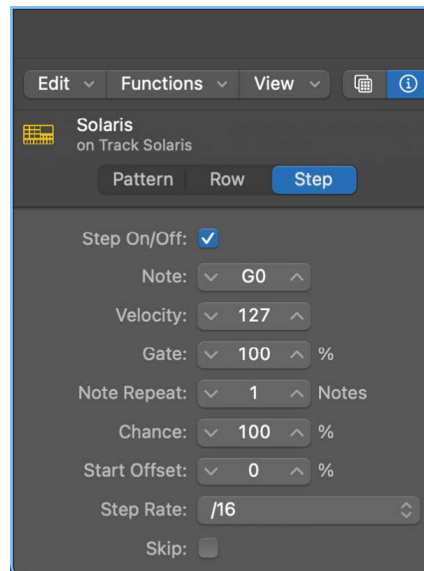 Edit Functions View
Solaris
on Track Solaris
Pattern Row Step
Step On/Off:
Note: G0
Velocity: 127
Gate: 100 %
Note Repeat: 1 Notes
Chance: 100 %
Start Offset: 0 %
Step Rate: /16
Skip: